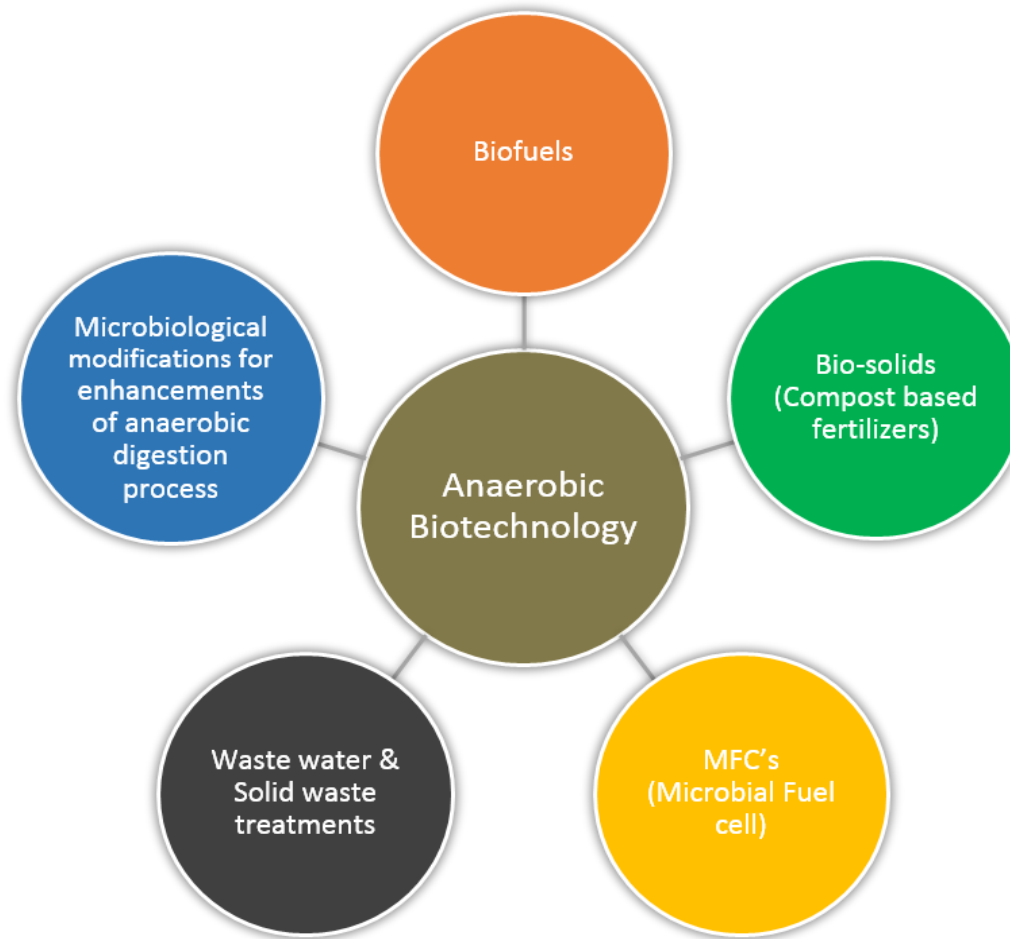 Biofuels
Microbiological
modifications for
enhancements
of anaerobic
digestion
process
Bio-solids
(Compost based
fertilizers)
Anaerobic
Biotechnology
Waste water &
Solid waste
treatments
MFC's
(Microbial Fuel
cell)